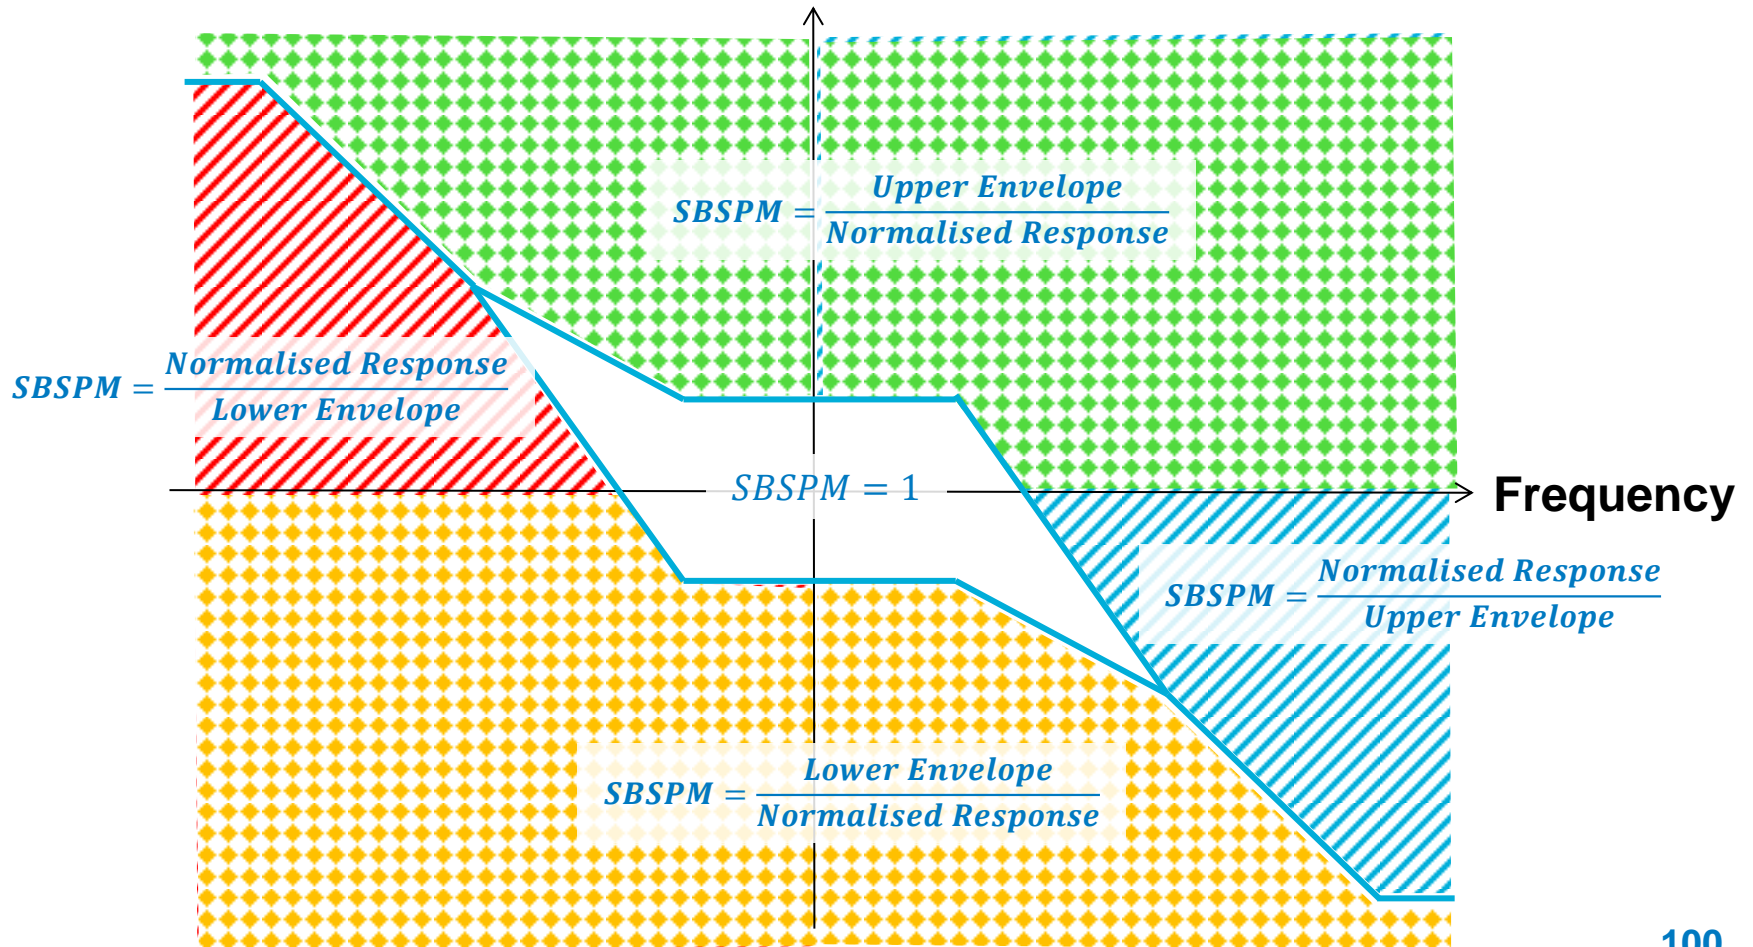 SBSPM = Upper Envelope / Normalised Response
SBSPM = Normalised Response / Lower Envelope
SBSPM = 1
Frequency
SBSPM = Normalised Response / Upper Envelope
SBSPM = Lower Envelope / Normalised Response
100